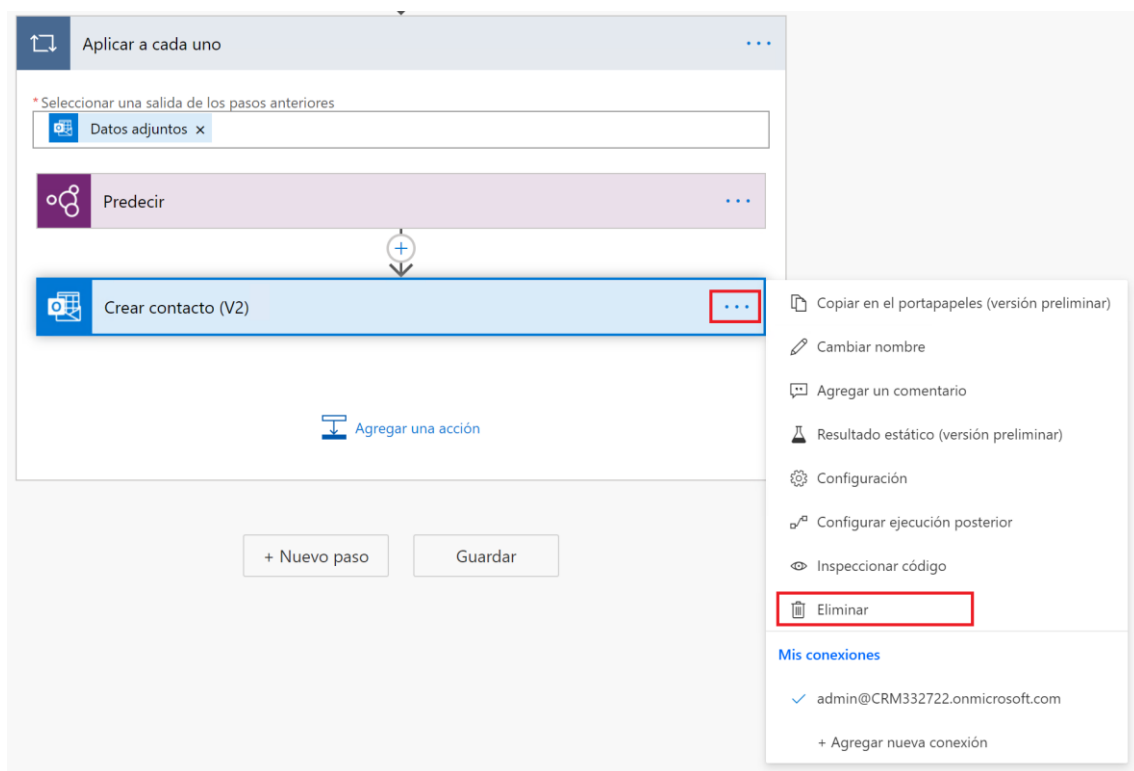 Aplicar a cada uno
* Seleccionar una salida de los pasos anteriores
Datos adjuntos ×
Predecir
Crear contacto (V2)
Agregar una acción
+ Nuevo paso
Guardar
Copiar en el portapapeles (versión preliminar)
Cambiar nombre
Agregar un comentario
Resultado estático (versión preliminar)
Configuración
Configurar ejecución posterior
Inspeccionar código
Eliminar
Mis conexiones
admin@CRM332722.onmicrosoft.com
+ Agregar nueva conexión